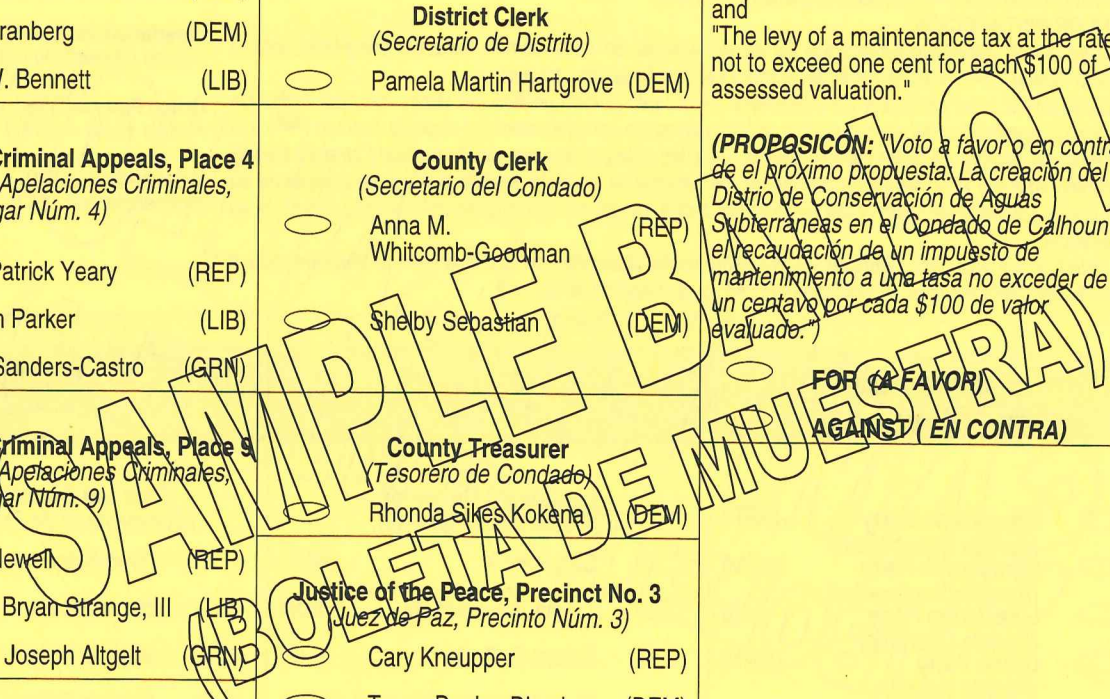 (DEM)
Bennett (LIB)
Criminal Appeals, Place 4
Apelaciones Criminales,
Núm. 4)
Patrick Yeary (REP)
Parker (LIB)
Sanders-Castro (GRN)
Criminal Appeals, Place 9
Apelaciones Criminales,
Núm. 9)
(REP)
Bryan Strange, III (LIB)
Joseph Altgelt (GRN)
District Clerk
(Secretario de Distrito)
Pamela Martin Hartgrove (DEM)
County Clerk
(Secretario del Condado)
Anna M. (REP)
Whitcomb-Goodman
Shelby Sebastian (DEM)
County Treasurer
(Tesorero de Condado)
Rhonda Sikes Kokena (DEM)
Justice of the Peace, Precinct No. 3
(Juez de Paz, Precinto Núm. 3)
Cary Kneupper (REP)
(DEM)
and
"The levy of a maintenance tax at the rate
not to exceed one cent for each $100 of
assessed valuation."
(PROPOSICÓN: "Voto a favor o en contra
de el próximo propuesta: La creación del
Distrio de Conservación de Aguas
Subterráneas en el Condado de Calhoun
el recaudación de un impuesto de
mantenimiento a una tasa no exceder de
un centavo por cada $100 de valor
evaluado.")
FOR (A FAVOR)
AGAINST ( EN CONTRA)
SAMPLE BALLOT
(BOLETA DE MUESTRA)